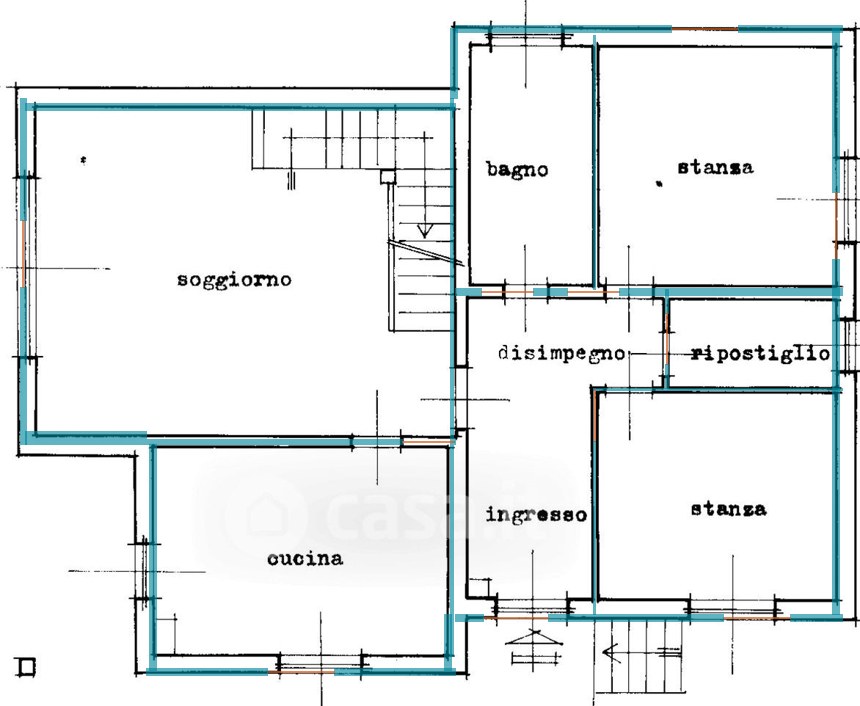 bagno
stanza
soggiorno
disimpegno
ripostiglio
ingresso
stanza
cucina
casa.it